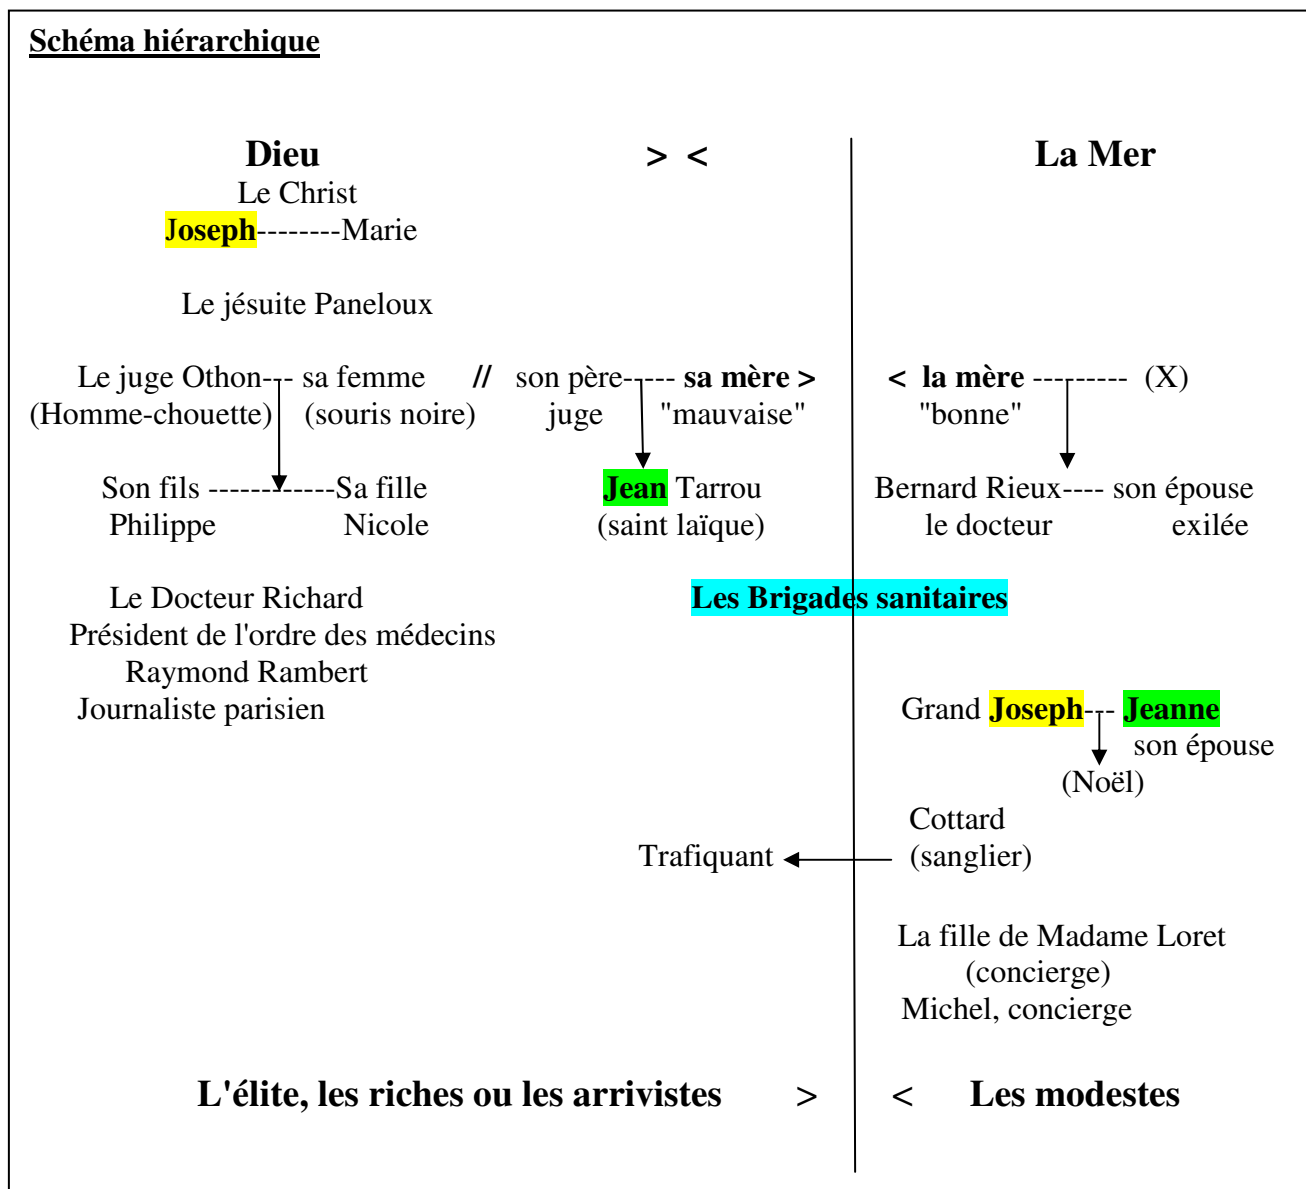 Schéma hiérarchique
Dieu > < La Mer
Le Christ
Joseph--------Marie
Le jésuite Paneloux
Le juge Othon--- sa femme // son père----- sa mère > < la mère --------- (X)
(Homme-chouette) (souris noire) juge "mauvaise" "bonne"
Son fils -------------Sa fille Jean Tarrou Bernard Rieux---- son épouse
Philippe Nicole (saint laïque) le docteur exilée
Le Docteur Richard Les Brigades sanitaires
Président de l'ordre des médecins
Raymond Rambert
Journaliste parisien Grand Joseph--- Jeanne
son épouse
(Noël)
Cottard
Trafiquant (sanglier)
La fille de Madame Loret
(concierge)
Michel, concierge
L'élite, les riches ou les arrivistes > < Les modestes